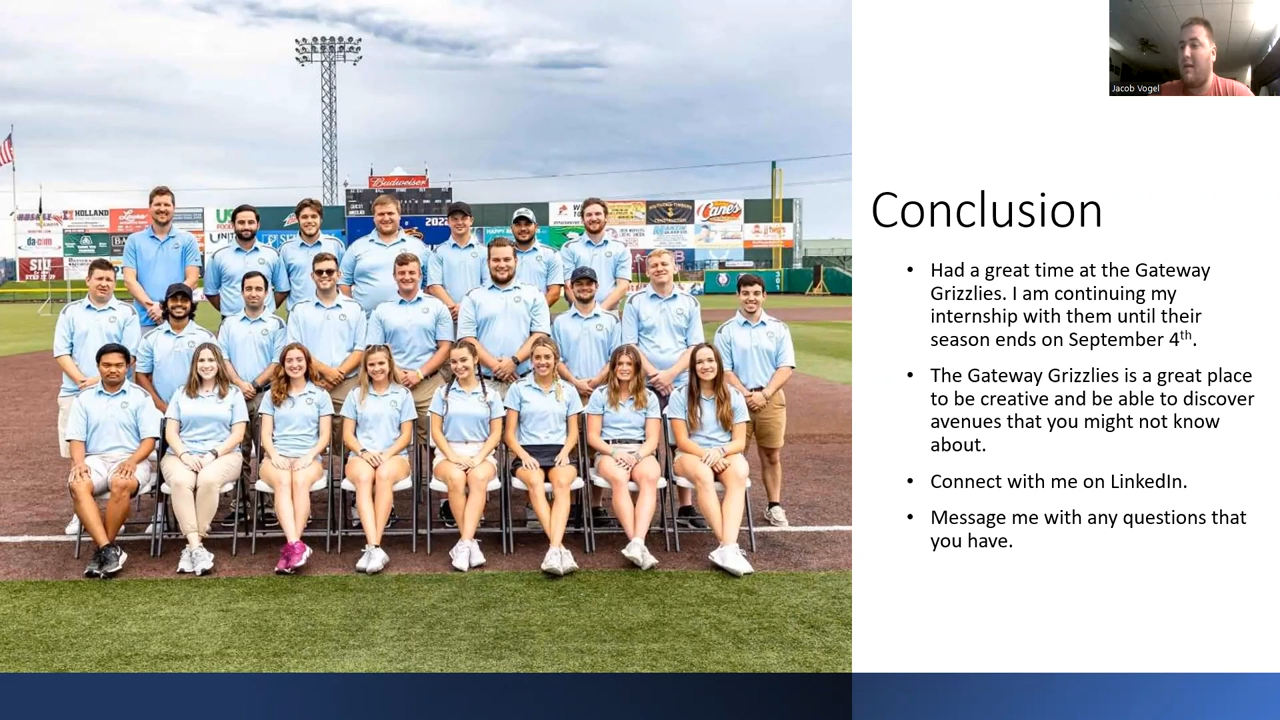 Jacob Vogel
Conclusion
• Had a great time at the Gateway
Grizzlies. I am continuing my
internship with them until their
season ends on September 4th.
• The Gateway Grizzlies is a great place
to be creative and be able to discover
avenues that you might not know
about.
• Connect with me on LinkedIn.
• Message me with any questions that
you have.
Budweiser
2022
HOLLAND
da-com
SIU
UNIT
Canes